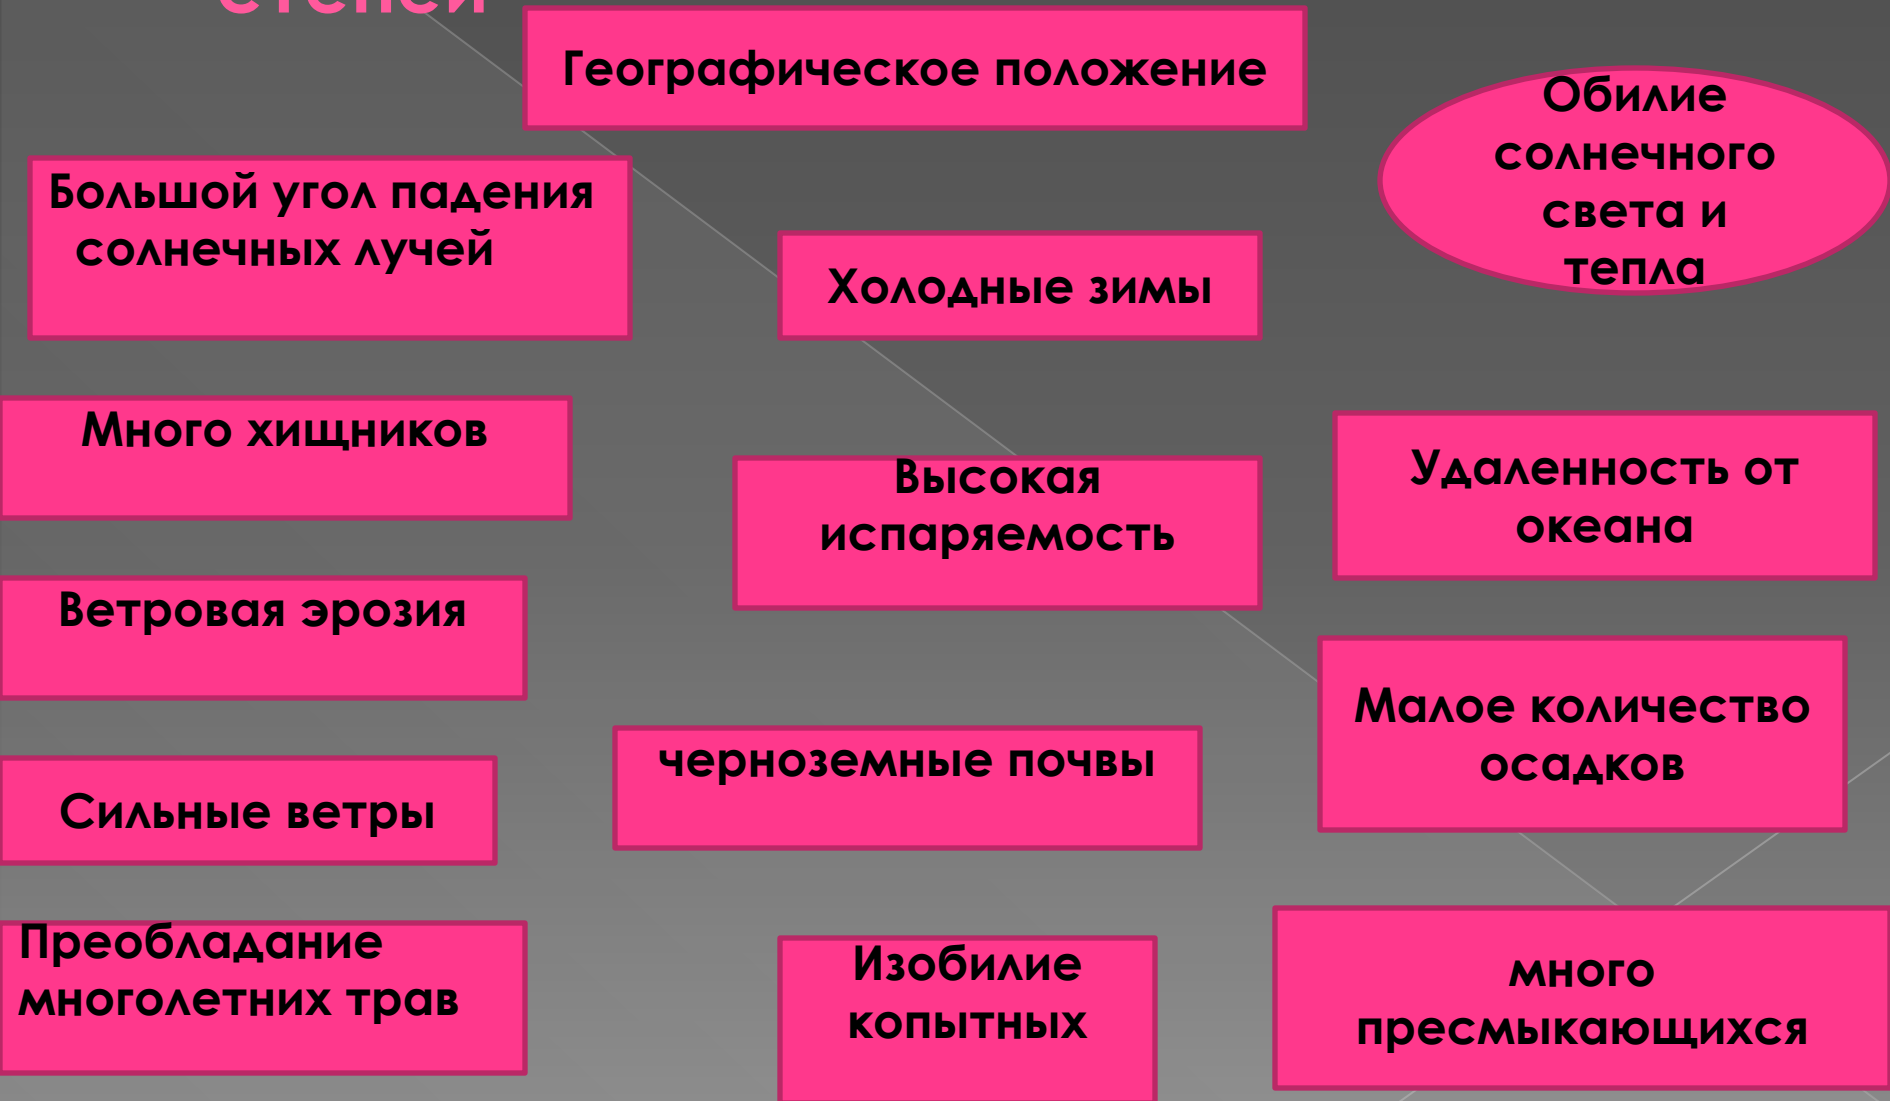 степей
Географическое положение
Обилие
солнечного
света и
тепла
Большой угол падения
солнечных лучей
Холодные зимы
Много хищников
Высокая
испаряемость
Удаленность от
океана
Ветровая эрозия
Малое количество
осадков
черноземные почвы
Сильные ветры
Преобладание
многолетних трав
Изобилие
копытных
много
пресмыкающихся